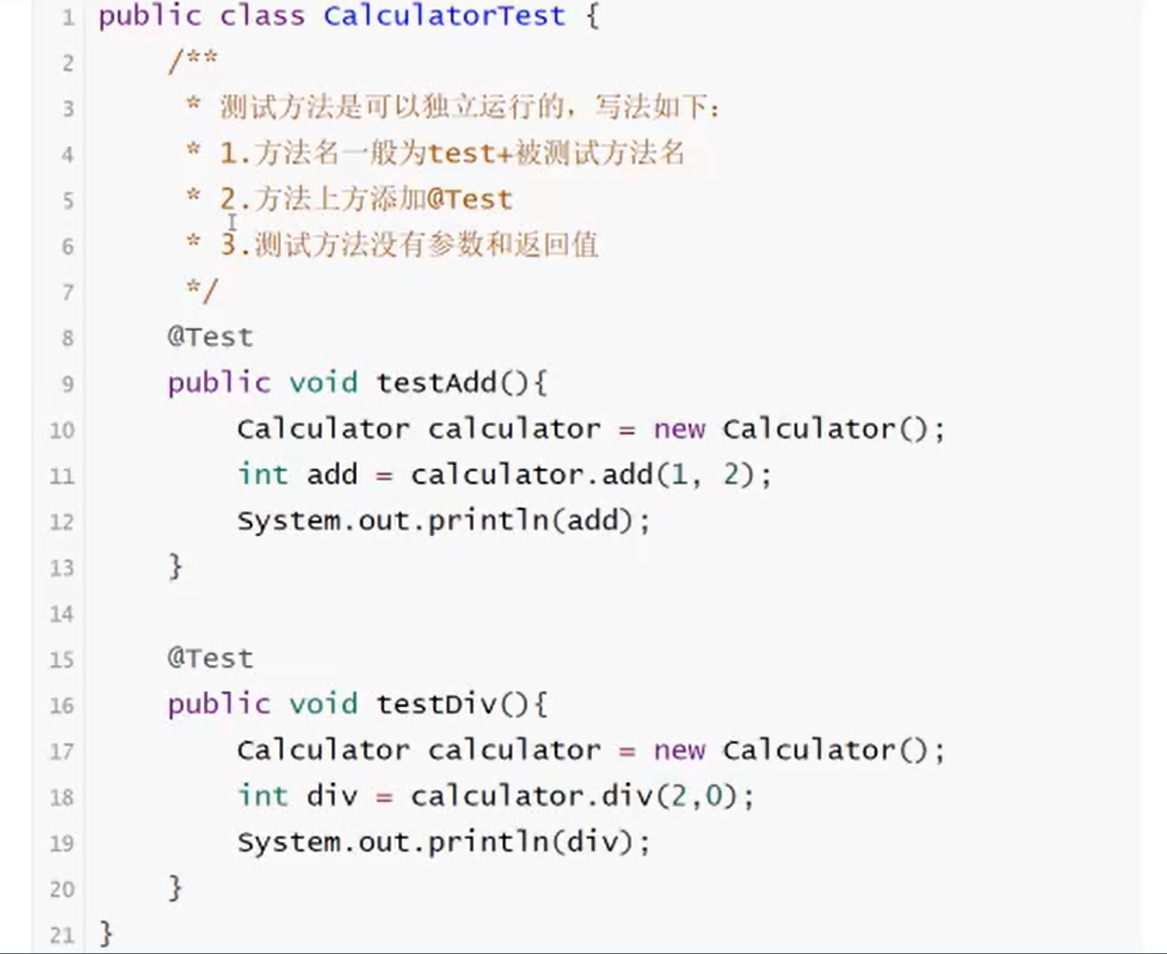 1 public class CalculatorTest {
2 /**
3 * 测试方法是可以独立运行的，写法如下：
4 * 1.方法名一般为test+被测试方法名
5 * 2.方法上方添加@Test
6 * 3.测试方法没有参数和返回值
7 */
8 @Test
9 public void testAdd(){
10 Calculator calculator = new Calculator();
11 int add = calculator.add(1, 2);
12 System.out.println(add);
13 }
14
15 @Test
16 public void testDiv(){
17 Calculator calculator = new Calculator();
18 int div = calculator.div(2,0);
19 System.out.println(div);
20 }
21 }